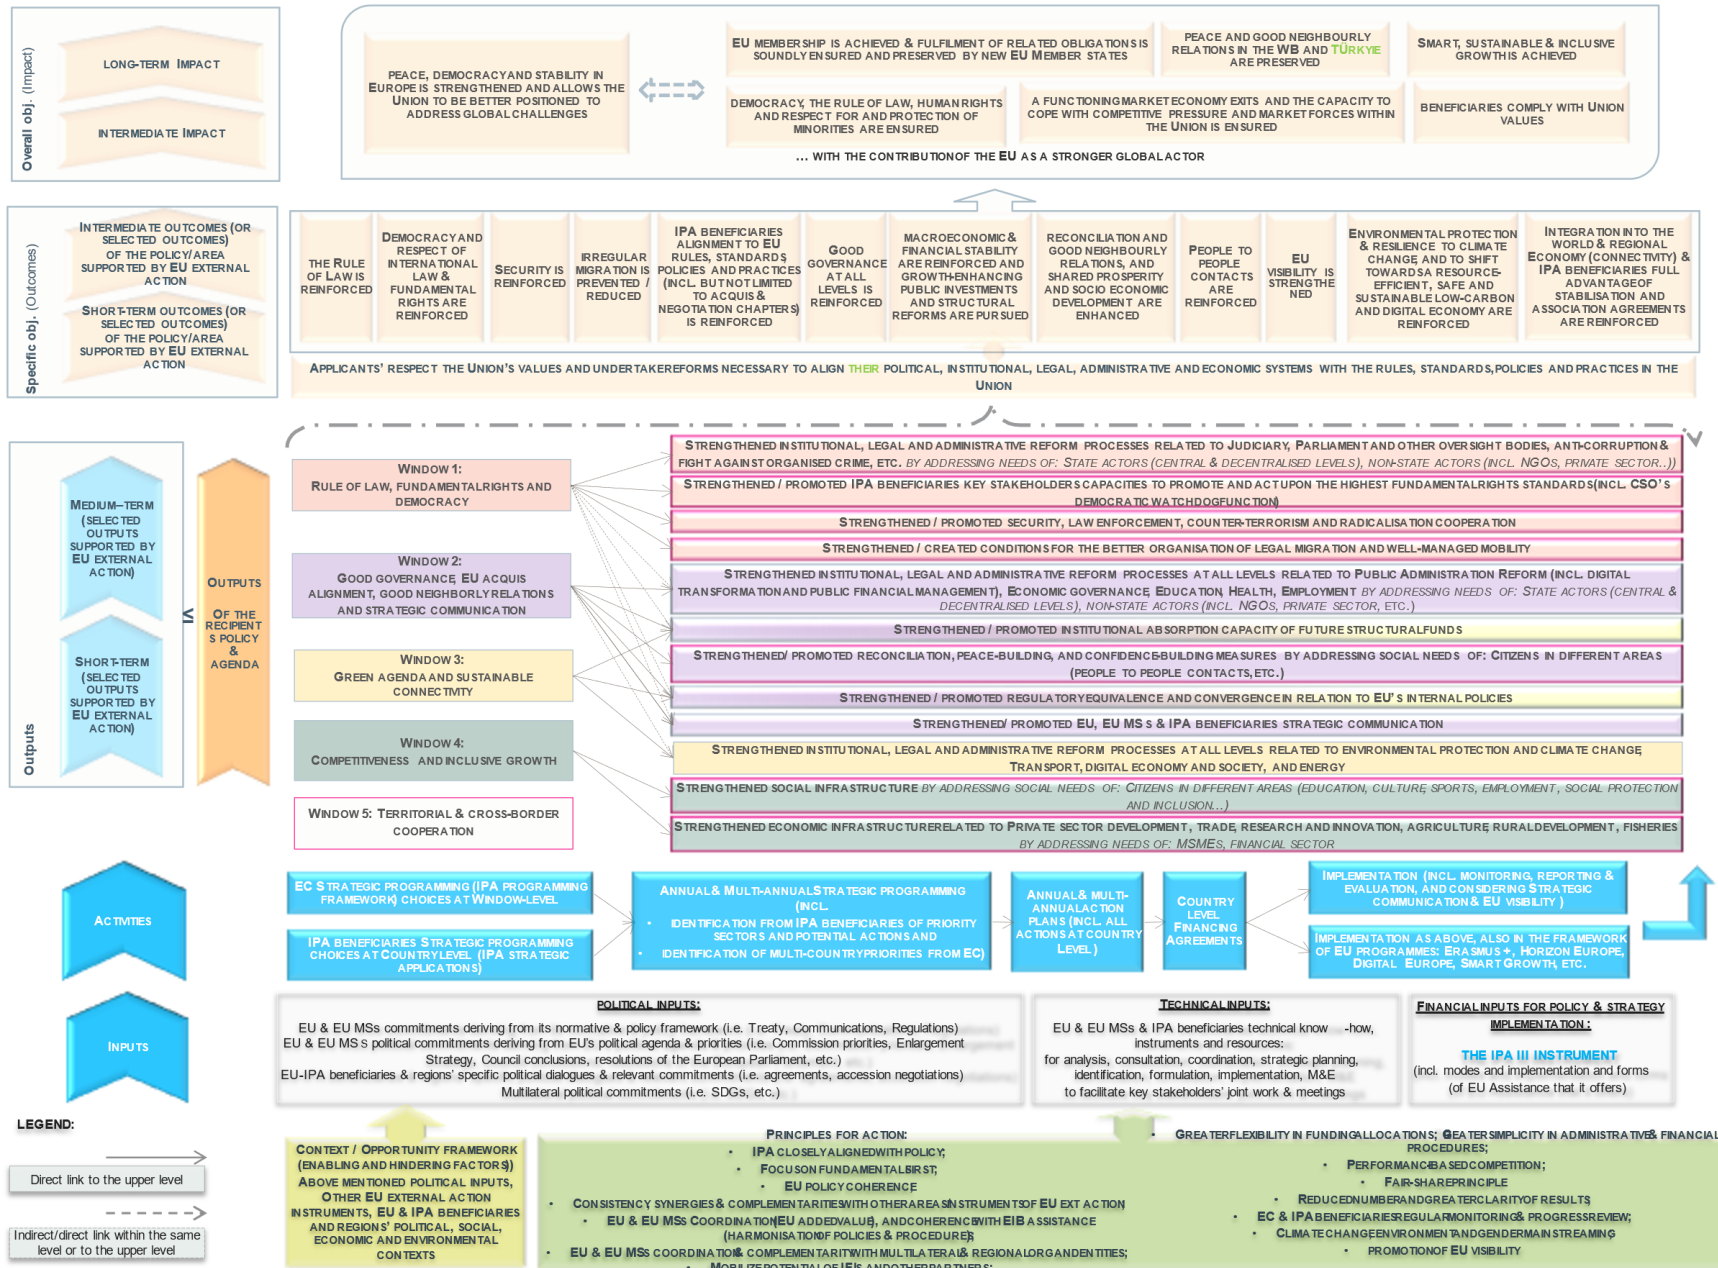 Overall obj. (Impact)
LONG-TERM IMPACT
INTERMEDIATE IMPACT
PEACE, DEMOCRACY AND STABILITY IN
EUROPE IS STRENGTHENED AND ALLOWS THE
UNION TO BE BETTER POSITIONED TO
ADDRESS GLOBAL CHALLENGES
EU MEMBERSHIP IS ACHIEVED & FULFILMENT OF RELATED OBLIGATIONS IS
SOUNDLY ENSURED AND PRESERVED BY NEW EU MEMBER STATES
PEACE AND GOOD NEIGHBOURLY
RELATIONS IN THE WB AND TÜRKYIE
ARE PRESERVED
SMART, SUSTAINABLE & INCLUSIVE
GROWTH IS ACHIEVED
DEMOCRACY, THE RULE OF LAW, HUMAN RIGHTS
AND RESPECT FOR AND PROTECTION OF
MINORITIES ARE ENSURED
A FUNCTIONING MARKET ECONOMY EXITS AND THE CAPACITY TO
COPE WITH COMPETITIVE PRESSURE AND MARKET FORCES WITHIN
THE UNION IS ENSURED
BENEFICIARIES COMPLY WITH UNION
VALUES
... WITH THE CONTRIBUTION OF THE EU AS A STRONGER GLOBAL ACTOR
Specific obj. (Outcomes)
INTERMEDIATE OUTCOMES (OR
SELECTED OUTCOMES)
OF THE POLICY/AREA
SUPPORTED BY EU EXTERNAL
ACTION
SHORT-TERM OUTCOMES (OR
SELECTED OUTCOMES)
OF THE POLICY/AREA
SUPPORTED BY EU EXTERNAL
ACTION
THE RULE
OF LAW IS
REINFORCED
DEMOCRACY AND
RESPECT OF
INTERNATIONAL
LAW &
FUNDAMENTAL
RIGHTS ARE
REINFORCED
SECURITY IS
REINFORCED
IRREGULAR
MIGRATION IS
PREVENTED /
REDUCED
IPA BENEFICIARIES
ALIGNMENT TO EU
RULES, STANDARDS,
POLICIES AND PRACTICES
(INCL. BUT NOT LIMITED
TO ACQUIS &
NEGOTIATION CHAPTERS)
IS REINFORCED
GOOD
GOVERNANCE
AT ALL
LEVELS IS
REINFORCED
MACROECONOMIC &
FINANCIAL STABILITY
ARE REINFORCED AND
GROWTH-ENHANCING
PUBLIC INVESTMENTS
AND STRUCTURAL
REFORMS ARE PURSUED
RECONCILIATION AND
GOOD NEIGHBOURLY
RELATIONS, AND
SHARED PROSPERITY
AND SOCIO ECONOMIC
DEVELOPMENT ARE
ENHANCED
PEOPLE TO
PEOPLE
CONTACTS
ARE
REINFORCED
EU
VISIBILITY IS
STRENGTHE
NED
ENVIRONMENTAL PROTECTION
& RESILIENCE TO CLIMATE
CHANGE, AND TO SHIFT
TOWARDS A RESOURCE-
EFFICIENT, SAFE AND
SUSTAINABLE LOW-CARBON
AND DIGITAL ECONOMY ARE
REINFORCED
INTEGRATION INTO THE
WORLD & REGIONAL
ECONOMY (CONNECTIVITY) &
IPA BENEFICIARIES FULL
ADVANTAGE OF
STABILISATION AND
ASSOCIATION AGREEMENTS
ARE REINFORCED
APPLICANTS' RESPECT THE UNION'S VALUES AND UNDERTAKE REFORMS NECESSARY TO ALIGN THEIR POLITICAL, INSTITUTIONAL, LEGAL, ADMINISTRATIVE AND ECONOMIC SYSTEMS WITH THE RULES, STANDARDS, POLICIES AND PRACTICES IN THE
UNION
Outputs
MEDIUM–TERM
(SELECTED
OUTPUTS
SUPPORTED BY
EU EXTERNAL
ACTION)
SHORT-TERM
(SELECTED
OUTPUTS
SUPPORTED BY
EU EXTERNAL
ACTION)
≤
OUTPUTS
OF THE
RECIPIENT
S POLICY
&
AGENDA
WINDOW 1:
RULE OF LAW, FUNDAMENTAL RIGHTS AND
DEMOCRACY
WINDOW 2:
GOOD GOVERNANCE, EU ACQUIS
ALIGNMENT, GOOD NEIGHBORLY RELATIONS
AND STRATEGIC COMMUNICATION
WINDOW 3:
GREEN AGENDA AND SUSTAINABLE
CONNECTIVITY
WINDOW 4:
COMPETITIVENESS AND INCLUSIVE GROWTH
WINDOW 5: TERRITORIAL & CROSS-BORDER
COOPERATION
STRENGTHENED INSTITUTIONAL, LEGAL AND ADMINISTRATIVE REFORM PROCESSES RELATED TO JUDICIARY, PARLIAMENT AND OTHER OVERSIGHT BODIES, ANTI-CORRUPTION &
FIGHT AGAINST ORGANISED CRIME, ETC. BY ADDRESSING NEEDS OF: STATE ACTORS (CENTRAL & DECENTRALISED LEVELS), NON-STATE ACTORS (INCL. NGOS, PRIVATE SECTOR..))
STRENGTHENED / PROMOTED IPA BENEFICIARIES KEY STAKEHOLDERS CAPACITIES TO PROMOTE AND ACT UPON THE HIGHEST FUNDAMENTAL RIGHTS STANDARDS (INCL. CSO'S
DEMOCRATIC WATCHDOG FUNCTION)
STRENGTHENED / PROMOTED SECURITY, LAW ENFORCEMENT, COUNTER-TERRORISM AND RADICALISATION COOPERATION
STRENGTHENED / CREATED CONDITIONS FOR THE BETTER ORGANISATION OF LEGAL MIGRATION AND WELL-MANAGED MOBILITY
STRENGTHENED INSTITUTIONAL, LEGAL AND ADMINISTRATIVE REFORM PROCESSES AT ALL LEVELS RELATED TO PUBLIC ADMINISTRATION REFORM (INCL. DIGITAL
TRANSFORMATION AND PUBLIC FINANCIAL MANAGEMENT), ECONOMIC GOVERNANCE, EDUCATION, HEALTH, EMPLOYMENT BY ADDRESSING NEEDS OF: STATE ACTORS (CENTRAL &
DECENTRALISED LEVELS), NON-STATE ACTORS (INCL. NGOS, PRIVATE SECTOR, ETC.)
STRENGTHENED / PROMOTED INSTITUTIONAL ABSORPTION CAPACITY OF FUTURE STRUCTURAL FUNDS
STRENGTHENED/ PROMOTED RECONCILIATION, PEACE-BUILDING, AND CONFIDENCE-BUILDING MEASURES BY ADDRESSING SOCIAL NEEDS OF: CITIZENS IN DIFFERENT AREAS
(PEOPLE TO PEOPLE CONTACTS, ETC.)
STRENGTHENED / PROMOTED REGULATORY EQUIVALENCE AND CONVERGENCE IN RELATION TO EU'S INTERNAL POLICIES
STRENGTHENED/ PROMOTED EU, EU MS S & IPA BENEFICIARIES STRATEGIC COMMUNICATION
STRENGTHENED INSTITUTIONAL, LEGAL AND ADMINISTRATIVE REFORM PROCESSES AT ALL LEVELS RELATED TO ENVIRONMENTAL PROTECTION AND CLIMATE CHANGE,
TRANSPORT, DIGITAL ECONOMY AND SOCIETY, AND ENERGY
STRENGTHENED SOCIAL INFRASTRUCTURE BY ADDRESSING SOCIAL NEEDS OF: CITIZENS IN DIFFERENT AREAS (EDUCATION, CULTURE, SPORTS, EMPLOYMENT, SOCIAL PROTECTION
AND INCLUSION...)
STRENGTHENED ECONOMIC INFRASTRUCTURE RELATED TO PRIVATE SECTOR DEVELOPMENT, TRADE, RESEARCH AND INNOVATION, AGRICULTURE, RURAL DEVELOPMENT, FISHERIES
BY ADDRESSING NEEDS OF: MSMES, FINANCIAL SECTOR
ACTIVITIES
EC STRATEGIC PROGRAMMING (IPA PROGRAMMING
FRAMEWORK) CHOICES AT WINDOW-LEVEL
IPA BENEFICIARIES STRATEGIC PROGRAMMING
CHOICES AT COUNTRY LEVEL (IPA STRATEGIC
APPLICATIONS)
ANNUAL & MULTI-ANNUAL STRATEGIC PROGRAMMING
(INCL.
• IDENTIFICATION FROM IPA BENEFICIARIES OF PRIORITY
SECTORS AND POTENTIAL ACTIONS AND
• IDENTIFICATION OF MULTI-COUNTRY PRIORITIES FROM EC)
ANNUAL & MULTI-
ANNUAL ACTION
PLANS (INCL. ALL
ACTIONS AT COUNTRY
LEVEL)
COUNTRY
LEVEL
FINANCING
AGREEMENTS
IMPLEMENTATION (INCL. MONITORING, REPORTING &
EVALUATION, AND CONSIDERING STRATEGIC
COMMUNICATION & EU VISIBILITY )
IMPLEMENTATION AS ABOVE, ALSO IN THE FRAMEWORK
OF EU PROGRAMMES: ERASMUS +, HORIZON EUROPE,
DIGITAL EUROPE, SMART GROWTH, ETC.
INPUTS
POLITICAL INPUTS:
EU & EU MSs commitments deriving from its normative & policy framework (i.e. Treaty, Communications, Regulations)
EU & EU MS s political commitments deriving from EU's political agenda & priorities (i.e. Commission priorities, Enlargement
Strategy, Council conclusions, resolutions of the European Parliament, etc.)
EU-IPA beneficiaries & regions' specific political dialogues & relevant commitments (i.e. agreements, accession negotiations)
Multilateral political commitments (i.e. SDGs, etc.)
TECHNICAL INPUTS:
EU & EU MSs & IPA beneficiaries technical know -how,
instruments and resources:
for analysis, consultation, coordination, strategic planning,
identification, formulation, implementation, M&E
to facilitate key stakeholders' joint work & meetings
FINANCIAL INPUTS FOR POLICY & STRATEGY
IMPLEMENTATION :
THE IPA III INSTRUMENT
(incl. modes and implementation and forms
(of EU Assistance that it offers)
LEGEND:
Direct link to the upper level
Indirect/direct link within the same
level or to the upper level
CONTEXT / OPPORTUNITY FRAMEWORK
(ENABLING AND HINDERING FACTORS))
ABOVE MENTIONED POLITICAL INPUTS,
OTHER EU EXTERNAL ACTION
INSTRUMENTS, EU & IPA BENEFICIARIES
AND REGIONS' POLITICAL, SOCIAL,
ECONOMIC AND ENVIRONMENTAL
CONTEXTS
PRINCIPLES FOR ACTION:
• IPA CLOSELY ALIGNED WITH POLICY;
• FOCUS ON FUNDAMENTALS FIRST;
• EU POLICY COHERENCE
• CONSISTENCY, SYNERGIES & COMPLEMENTARITIES WITH OTHER AREAS/INSTRUMENTS OF EU EXT ACTION
• EU & EU MSS COORDINATION (EU ADDED VALUE), AND COHERENCE WITH EIB ASSISTANCE
(HARMONISATION OF POLICIES & PROCEDURES)
• EU & EU MSS COORDINATION & COMPLEMENTARITY WITH MULTILATERAL & REGIONAL ORG AND ENTITIES;
• MOBILIZE POTENTIAL OF IFIS AND OTHER PARTNERS;
• GREATER FLEXIBILITY IN FUNDING ALLOCATIONS; GEATER SIMPLICITY IN ADMINISTRATIVE & FINANCIAL
PROCEDURES;
• PERFORMANCE-BASED COMPETITION;
• FAIR-SHARE PRINCIPLE
• REDUCED NUMBER AND GREATER CLARITY OF RESULTS
• EC & IPA BENEFICIARIES REGULAR MONITORING & PROGRESS REVIEW;
• CLIMATE CHANGE, ENVIRONMENT AND GENDER MAINSTREAMING
• PROMOTION OF EU VISIBILITY